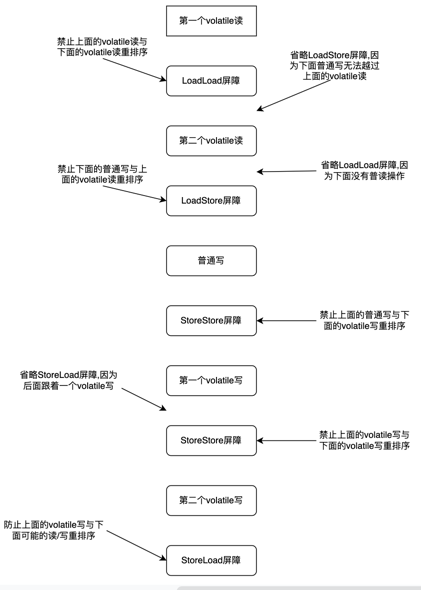 第一个volatile读
禁止上面的volatile读与
下面的volatile读重排序
省略LoadStore屏障,因
为下面普通写无法越过
上面的volatile读
LoadLoad屏障
第二个volatile读
禁止下面的普通写与上
面的volatile读重排序
省略LoadLoad屏障,因
为下面没有普读操作
LoadStore屏障
普通写
StoreStore屏障
禁止上面的普通写与下
面的volatile写重排序
省略StoreLoad屏障,因为
后面跟着一个volatile写
第一个volatile写
StoreStore屏障
禁止上面的volatile写与
下面的volatile写重排序
第二个volatile写
防止上面的volatile写与下
面可能的读/写重排序
StoreLoad屏障